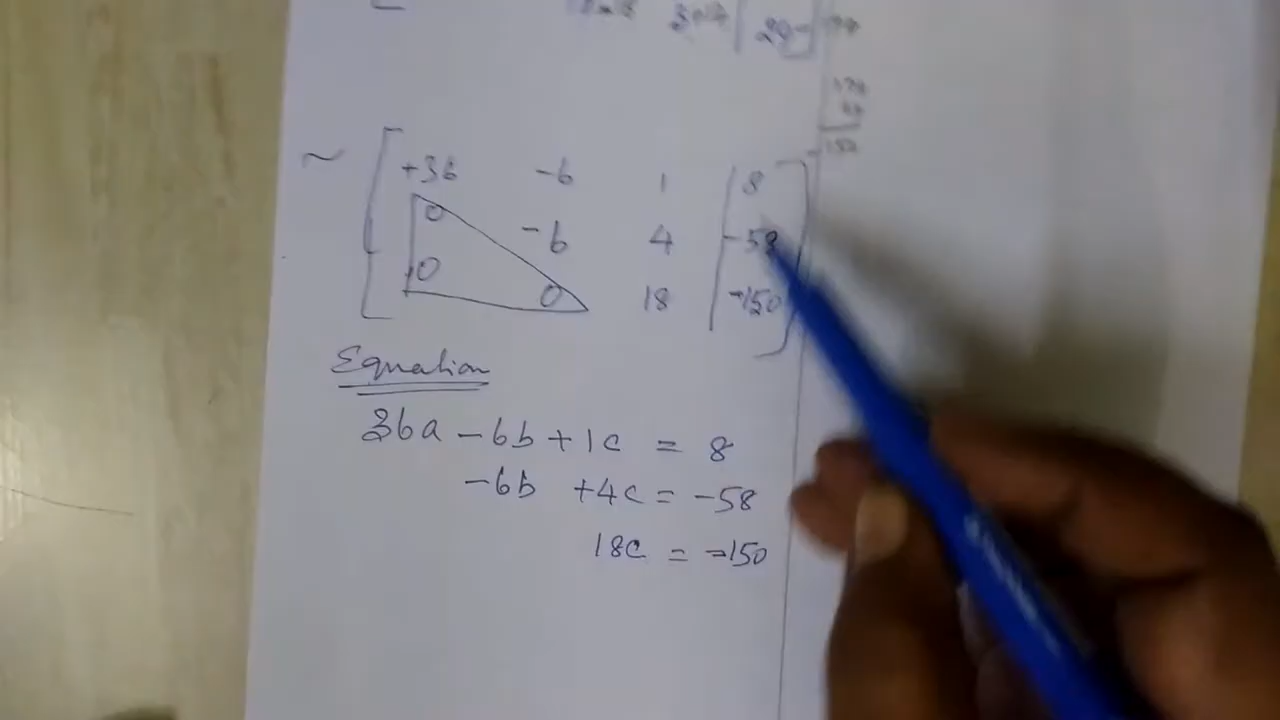 ~ +36 -6 1 8
0 -6 4 -58
0 0 18 -150
Equation
36a - 6b + 1c = 8
-6b + 4c = -58
18c = -150